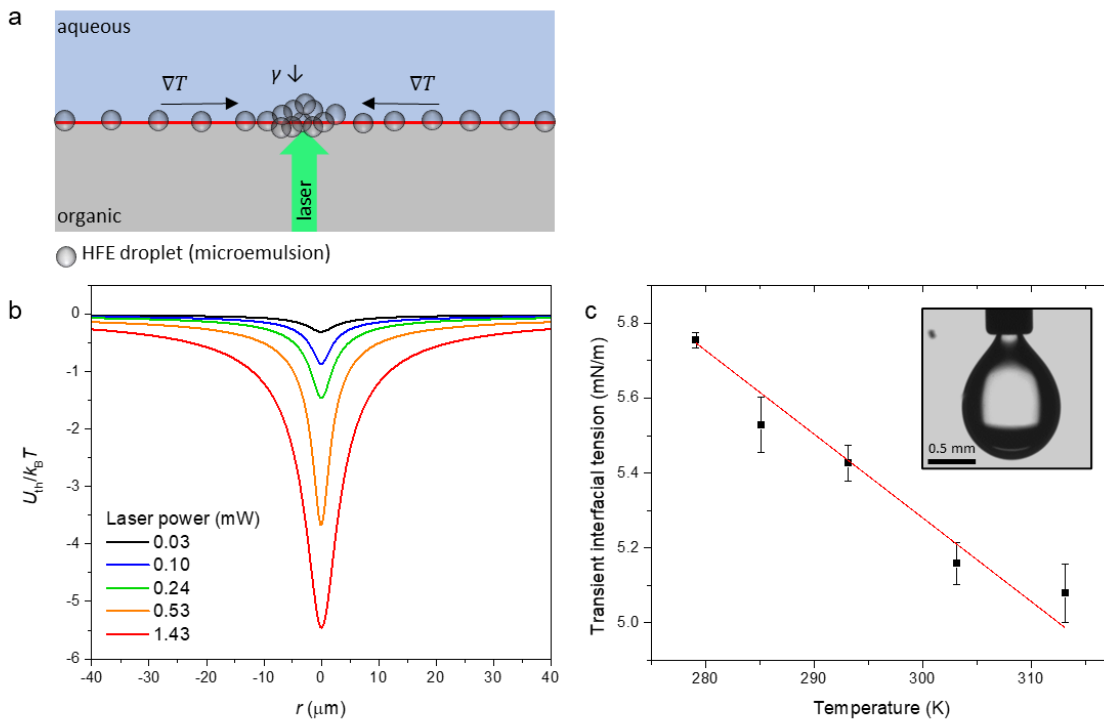 a
aqueous
∇T
γ ↓
∇T
laser
organic
HFE droplet (microemulsion)
b
0
-1
-2
-3
-4
-5
-6
U_th/k_BT
Laser power (mW)
0.03
0.10
0.24
0.53
1.43
-40 -30 -20 -10 0 10 20 30 40
r (μm)
c
5.8
5.6
5.4
5.2
5.0
Transient interfacial tension (mN/m)
0.5 mm
280 290 300 310
Temperature (K)